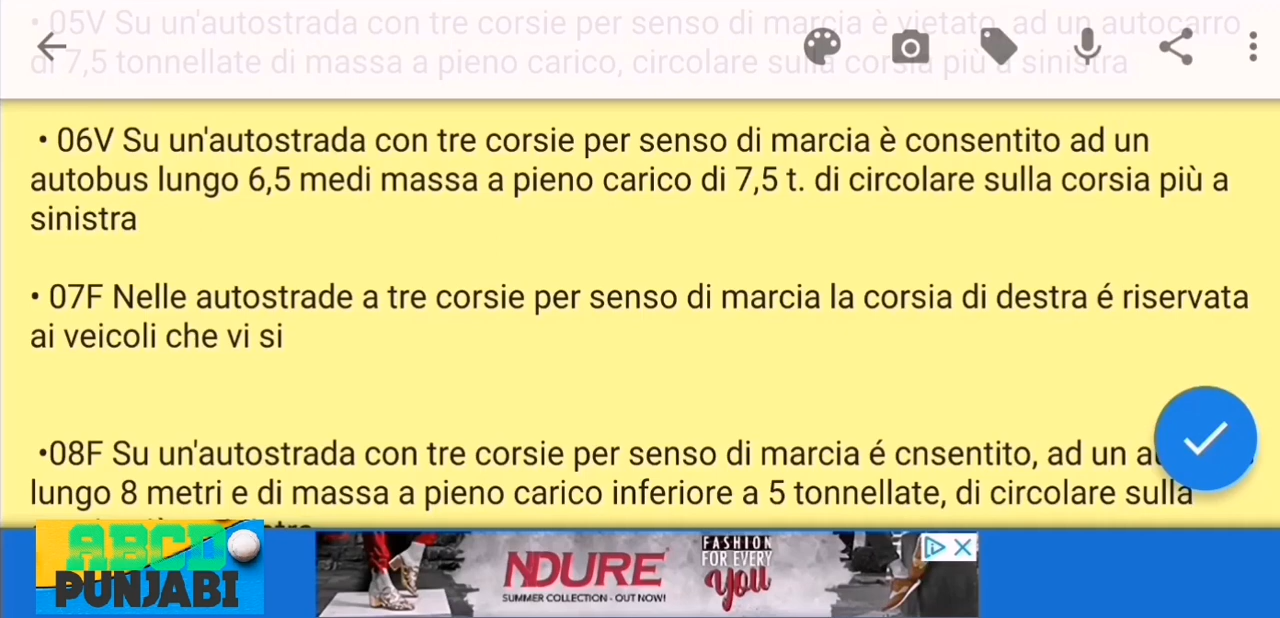 • 05V Su un'autostrada con tre corsie per senso di marcia è vietato, ad un autocarro
di 7,5 tonnellate di massa a pieno carico, circolare sulla corsia più a sinistra
• 06V Su un'autostrada con tre corsie per senso di marcia è consentito ad un
autobus lungo 6,5 medi massa a pieno carico di 7,5 t. di circolare sulla corsia più a
sinistra
• 07F Nelle autostrade a tre corsie per senso di marcia la corsia di destra é riservata
ai veicoli che vi si
•08F Su un'autostrada con tre corsie per senso di marcia é cnsentito, ad un
lungo 8 metri e di massa a pieno carico inferiore a 5 tonnellate, di circolare sulla
ABCD
PUNJABI
NDURE
SUMMER COLLECTION - OUT NOW!
FASHION
FOR EVERY
you